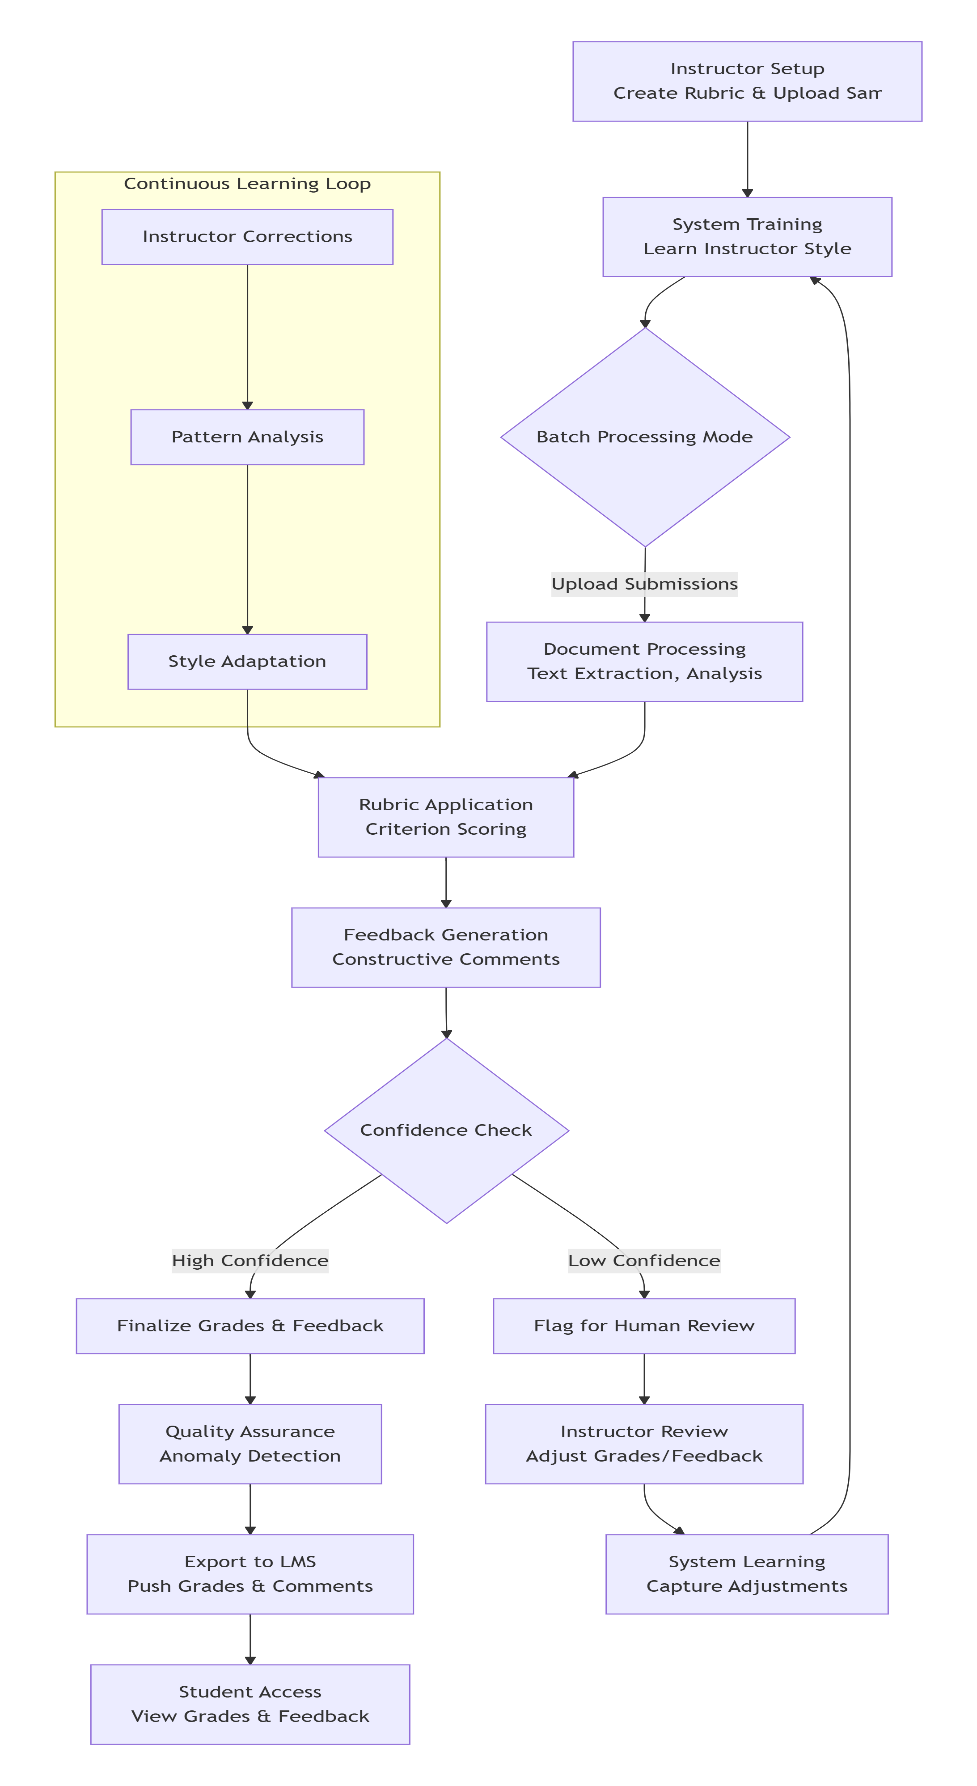 Instructor Setup
Create Rubric & Upload Sam
Continuous Learning Loop
Instructor Corrections
System Training
Learn Instructor Style
Pattern Analysis
Batch Processing Mode
Upload Submissions
Style Adaptation
Document Processing
Text Extraction, Analysis
Rubric Application
Criterion Scoring
Feedback Generation
Constructive Comments
Confidence Check
High Confidence
Low Confidence
Finalize Grades & Feedback
Flag for Human Review
Quality Assurance
Anomaly Detection
Instructor Review
Adjust Grades/Feedback
Export to LMS
Push Grades & Comments
System Learning
Capture Adjustments
Student Access
View Grades & Feedback